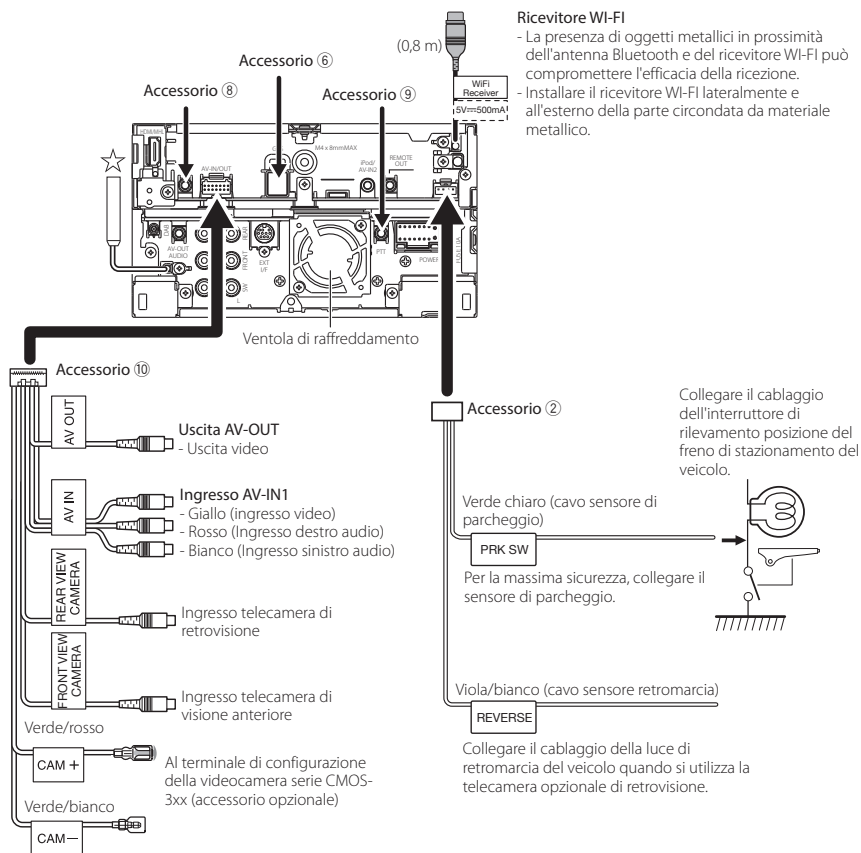 Ricevitore WI-FI
- La presenza di oggetti metallici in prossimità
dell'antenna Bluetooth e del ricevitore WI-FI può
compromettere l'efficacia della ricezione.
- Installare il ricevitore WI-FI lateralmente e
all'esterno della parte circondata da materiale
metallico.
(0,8 m)
WiFi
Receiver
5V⎓500mA
Accessorio ⑥
Accessorio ⑧
Accessorio ⑨
HDMI/MHL
AV-IN/OUT
M4 x 8mmMAX
iPod/
AV-IN2
REMOTE
OUT
DAB
AV-OUT
AUDIO
REAR
FRONT
SW
L
EXT
I/F
PTT
POWER
FUSE 10A
Ventola di raffreddamento
Accessorio ⑩
AV OUT
Uscita AV-OUT
- Uscita video
AV IN
Ingresso AV-IN1
- Giallo (ingresso video)
- Rosso (Ingresso destro audio)
- Bianco (Ingresso sinistro audio)
REAR VIEW
CAMERA
Ingresso telecamera di
retrovisione
FRONT VIEW
CAMERA
Ingresso telecamera di
visione anteriore
Verde/rosso
CAM +
Al terminale di configurazione
della videocamera serie CMOS-
3xx (accessorio opzionale)
Verde/bianco
CAM−
Accessorio ②
Collegare il cablaggio
dell'interruttore di
rilevamento posizione del
freno di stazionamento del
veicolo.
Verde chiaro (cavo sensore di
parcheggio)
PRK SW
Per la massima sicurezza, collegare il
sensore di parcheggio.
Viola/bianco (cavo sensore retromarcia)
REVERSE
Collegare il cablaggio della luce di
retromarcia del veicolo quando si utilizza la
telecamera opzionale di retrovisione.